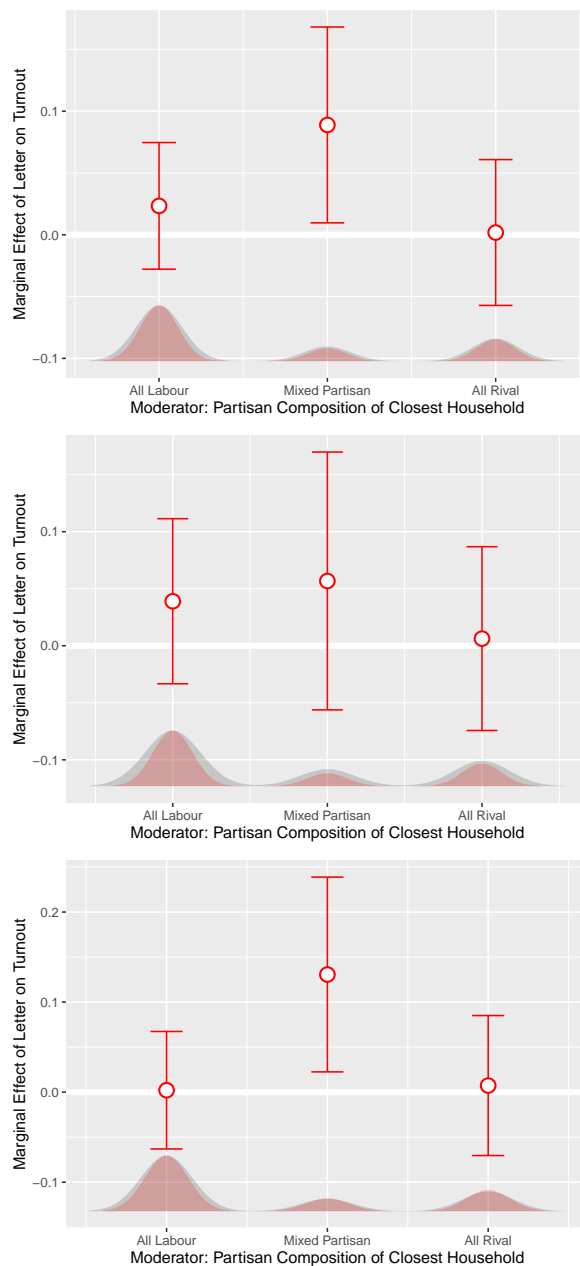 Marginal Effect of Letter on Turnout
0.1
0.0
−0.1
All Labour Mixed Partisan All Rival
Moderator: Partisan Composition of Closest Household
Marginal Effect of Letter on Turnout
0.1
0.0
−0.1
All Labour Mixed Partisan All Rival
Moderator: Partisan Composition of Closest Household
Marginal Effect of Letter on Turnout
0.2
0.1
0.0
−0.1
All Labour Mixed Partisan All Rival
Moderator: Partisan Composition of Closest Household